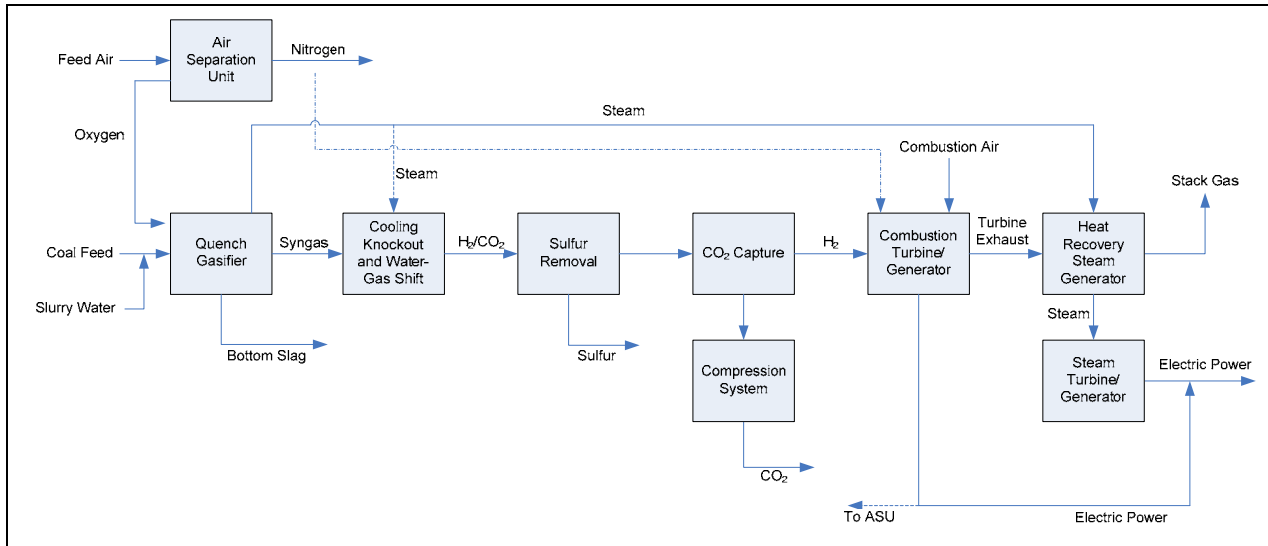 Air
Separation
Unit
Feed Air
Nitrogen
Oxygen
Steam
Steam
Combustion Air
Stack Gas
Coal Feed
Slurry Water
Quench
Gasifier
Syngas
Cooling
Knockout
and Water-
Gas Shift
H₂/CO₂
Sulfur
Removal
CO₂ Capture
H₂
Combustion
Turbine/
Generator
Turbine
Exhaust
Heat
Recovery
Steam
Generator
Steam
Bottom Slag
Sulfur
Compression
System
Steam
Turbine/
Generator
Electric Power
CO₂
To ASU
Electric Power